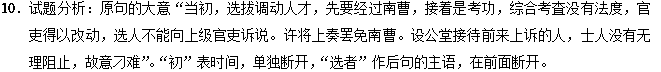 10．试题分析：原句的大意“当初，选拔调动人才，先要经过南曹，接着是考功，综合考査没有法度，官
吏得以改动，选人不能向上级官吏诉说。许将上奏罢免南曹。设公堂接待前来上诉的人，士人没有无
理阻止，故意刁难”。“初”表时间，单独断开，“选者”作后句的主语，在前面断开。